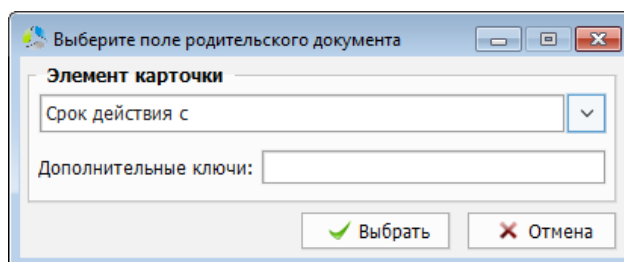 Выберите поле родительского документа
Элемент карточки
Срок действия с
Дополнительные ключи:
Выбрать
Отмена